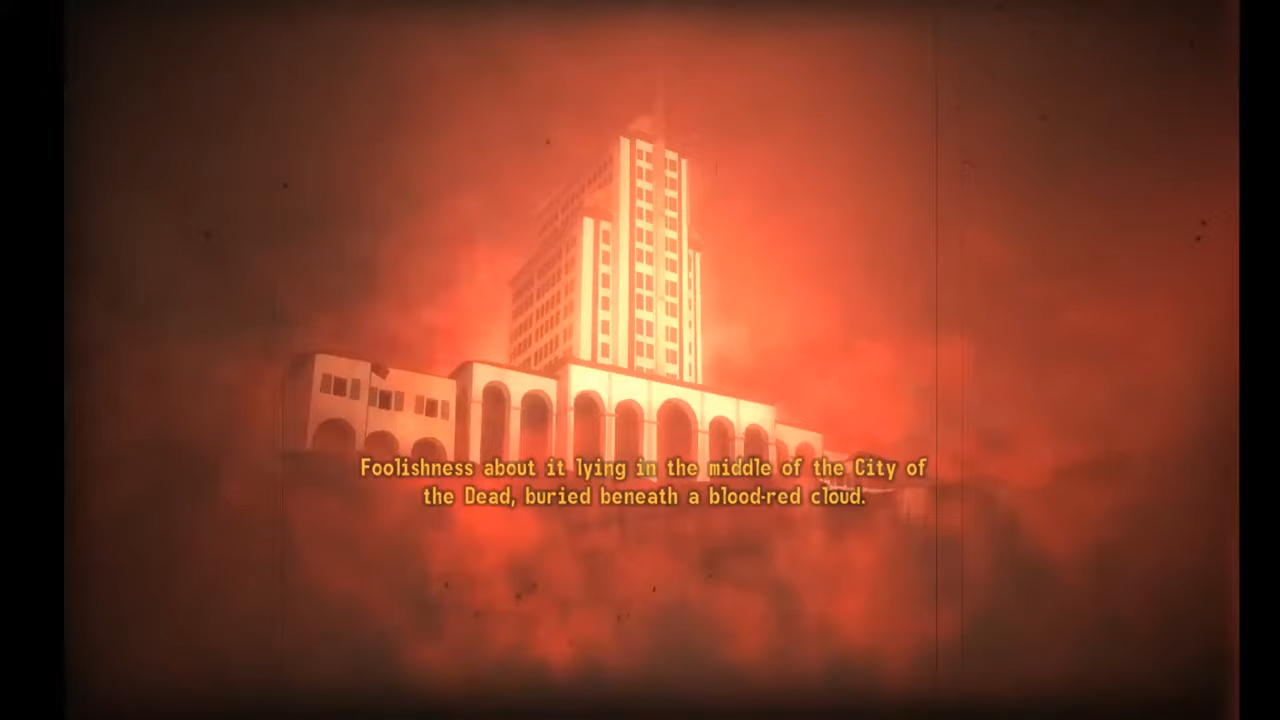 Foolishness about it lying in the middle of the City of
the Dead, buried beneath a blood-red cloud.